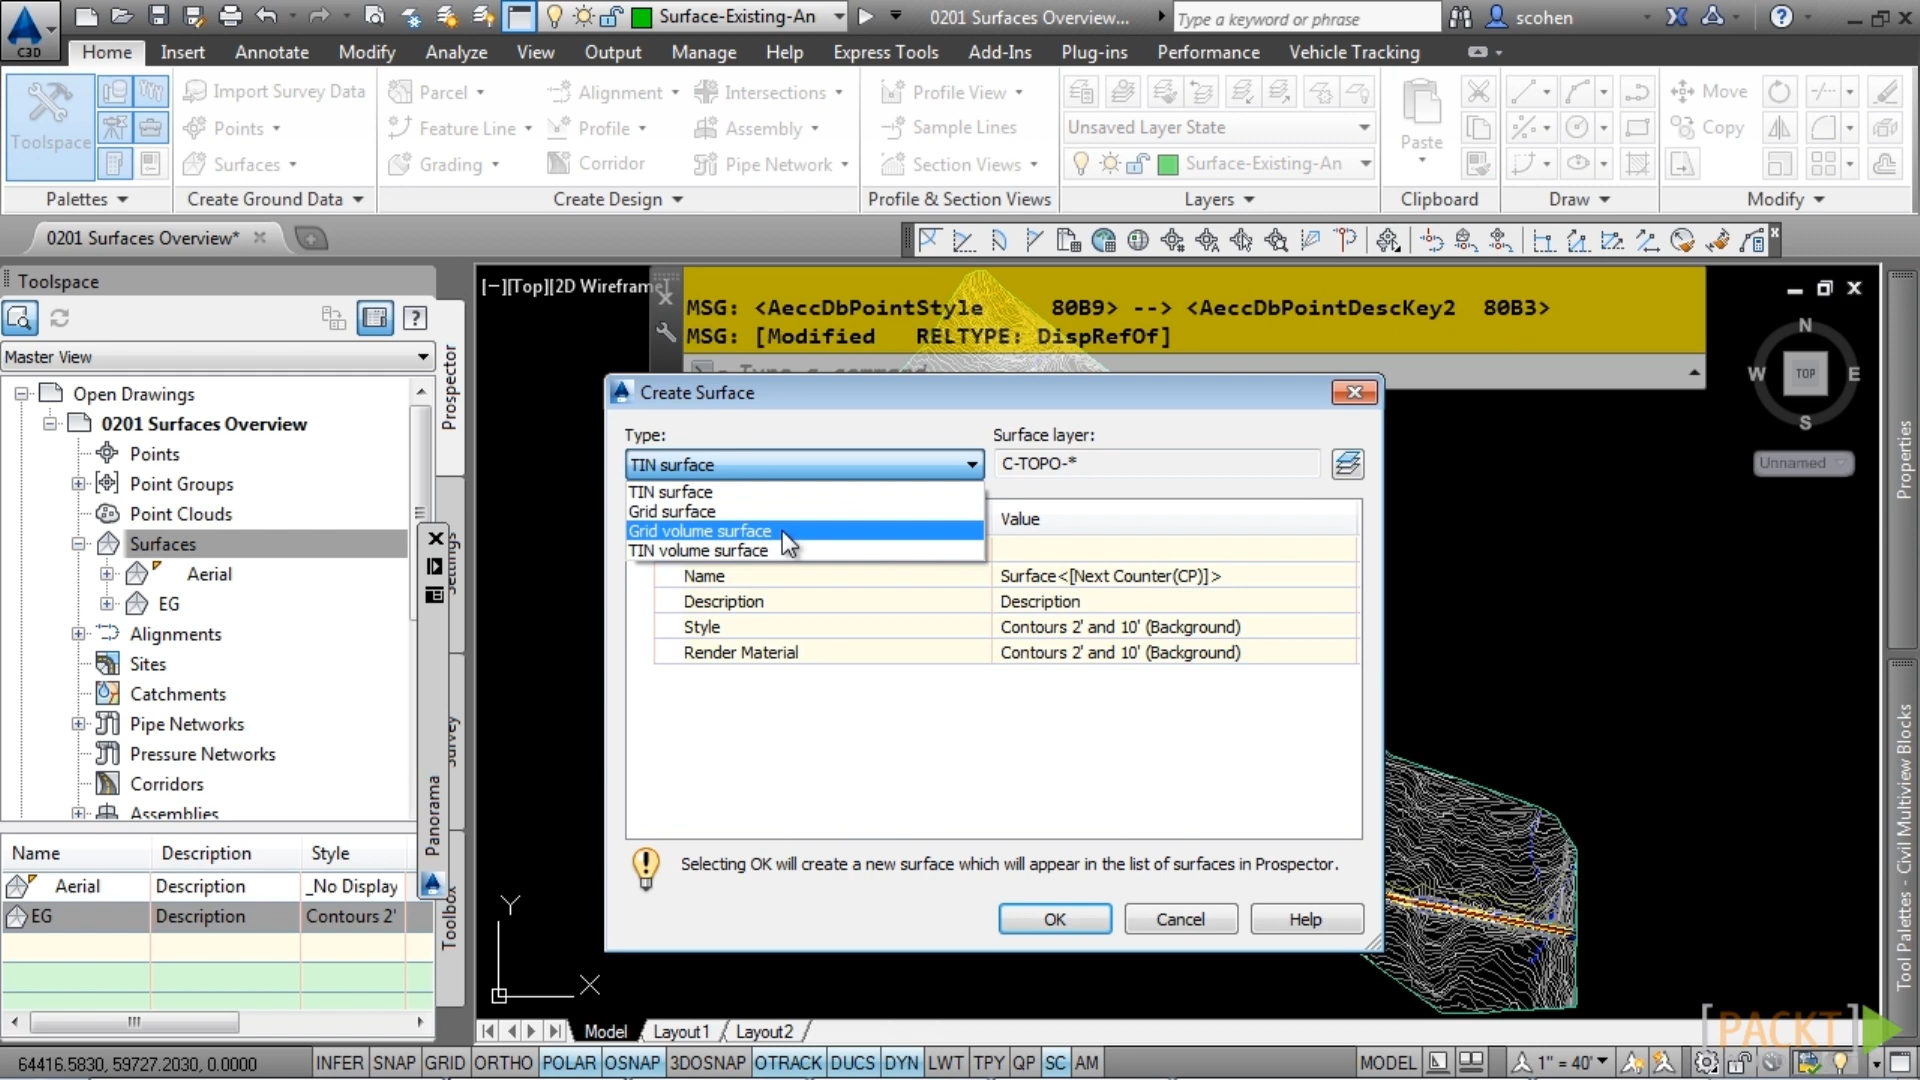 C3D
Surface-Existing-An
0201 Surfaces Overview...
Type a keyword or phrase
scohen
Home Insert Annotate Modify Analyze View Output Manage Help Express Tools Add-Ins Plug-ins Performance Vehicle Tracking
Toolspace
Import Survey Data
Points
Surfaces
Parcel
Feature Line
Grading
Alignment
Profile
Corridor
Intersections
Assembly
Pipe Network
Profile View
Sample Lines
Section Views
Unsaved Layer State
Surface-Existing-An
Paste
Move
Copy
Palettes Create Ground Data Create Design Profile & Section Views Layers Clipboard Draw Modify
0201 Surfaces Overview*
Toolspace
Master View
Open Drawings
0201 Surfaces Overview
Points
Point Groups
Point Clouds
Surfaces
Aerial
EG
Alignments
Sites
Catchments
Pipe Networks
Pressure Networks
Corridors
Assemblies
Prospector
Settings
Survey
Toolbox
Panorama
Name Description Style
Aerial Description _No Display
EG Description Contours 2'
[−][Top][2D Wireframe]
MSG: <AeccDbPointStyle 80B9> --> <AeccDbPointDescKey2 80B3>
MSG: [Modified RELTYPE: DispRefOf]
Type a command
N
W TOP E
S
Unnamed
Properties
Tool Palettes - Civil Multiview Blocks
Create Surface
Type:
Surface layer:
TIN surface
C-TOPO-*
TIN surface
Grid surface
Grid volume surface
TIN volume surface
Value
Name Surface<[Next Counter(CP)]>
Description Description
Style Contours 2' and 10' (Background)
Render Material Contours 2' and 10' (Background)
Selecting OK will create a new surface which will appear in the list of surfaces in Prospector.
OK Cancel Help
Y
X
Model Layout1 Layout2
[PACKT]
64416.5830, 59727.2030, 0.0000
INFER SNAP GRID ORTHO POLAR OSNAP 3DOSNAP OTRACK DUCS DYN LWT TPY QP SC AM
MODEL
1" = 40'